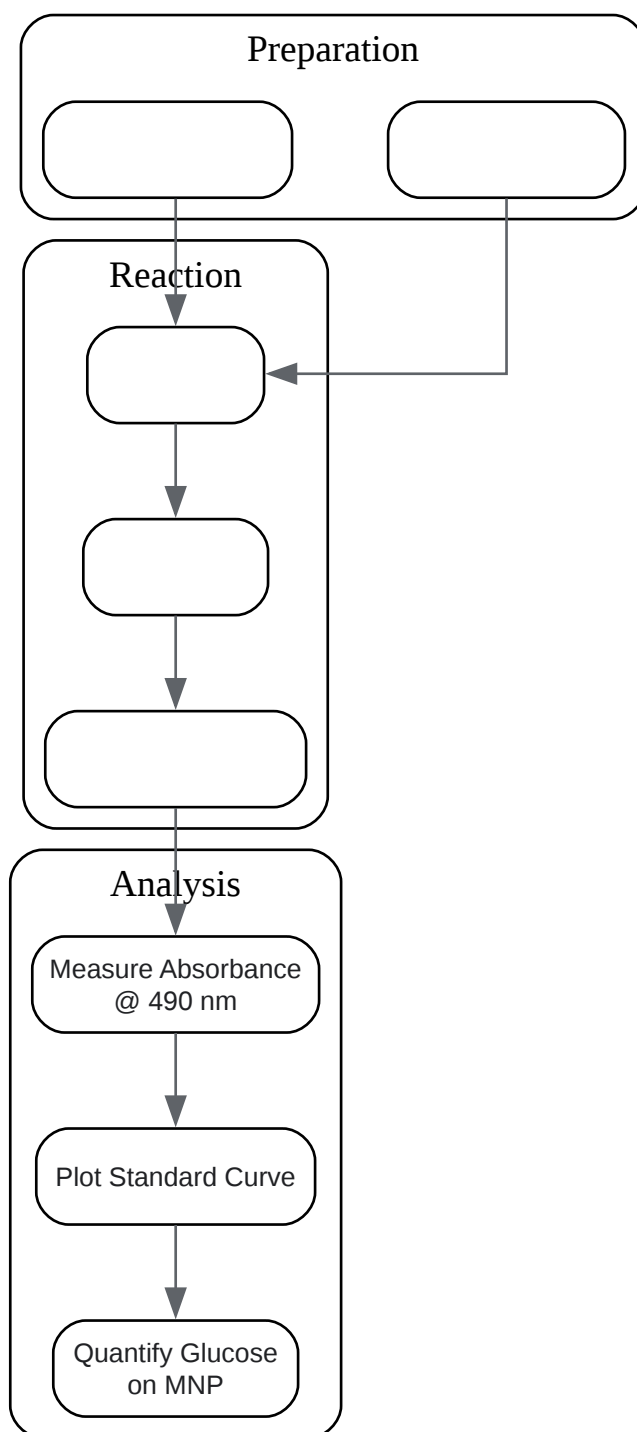 Preparation
Reaction
Analysis
Measure Absorbance
@ 490 nm
Plot Standard Curve
Quantify Glucose
on MNP